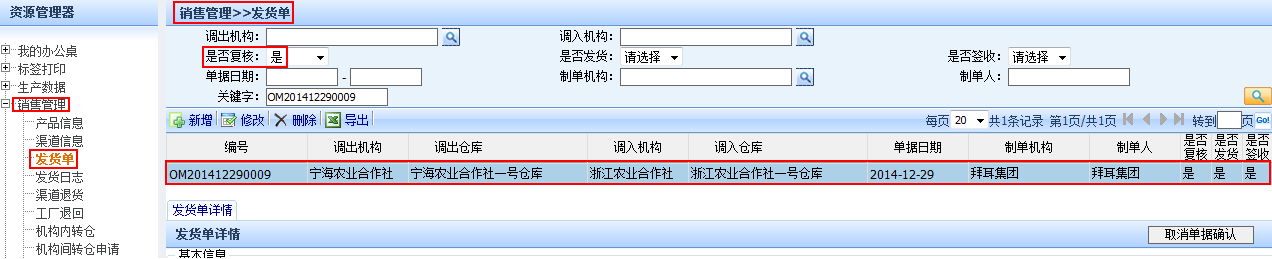 资源管理器
我的办公桌
标签打印
生产数据
销售管理
产品信息
渠道信息
发货单
发货日志
渠道退货
工厂退回
机构内转仓
机构间转仓申请
销售管理>>发货单
调出机构： 调入机构：
是否复核： 是 是否发货： 请选择 是否签收： 请选择
单据日期： - 制单机构： 制单人：
关键字： OM201412290009
新增 修改 删除 导出 每页 20 共1条记录 第1页/共1页 转到 页 Go!
编号 调出机构 调出仓库 调入机构 调入仓库 单据日期 制单机构 制单人 是否复核 是否发货 是否签收
OM201412290009 宁海农业合作社 宁海农业合作社一号仓库 浙江农业合作社 浙江农业合作社一号仓库 2014-12-29 拜耳集团 拜耳集团 是 是 是
发货单详情
发货单详情 取消单据确认
基本信息